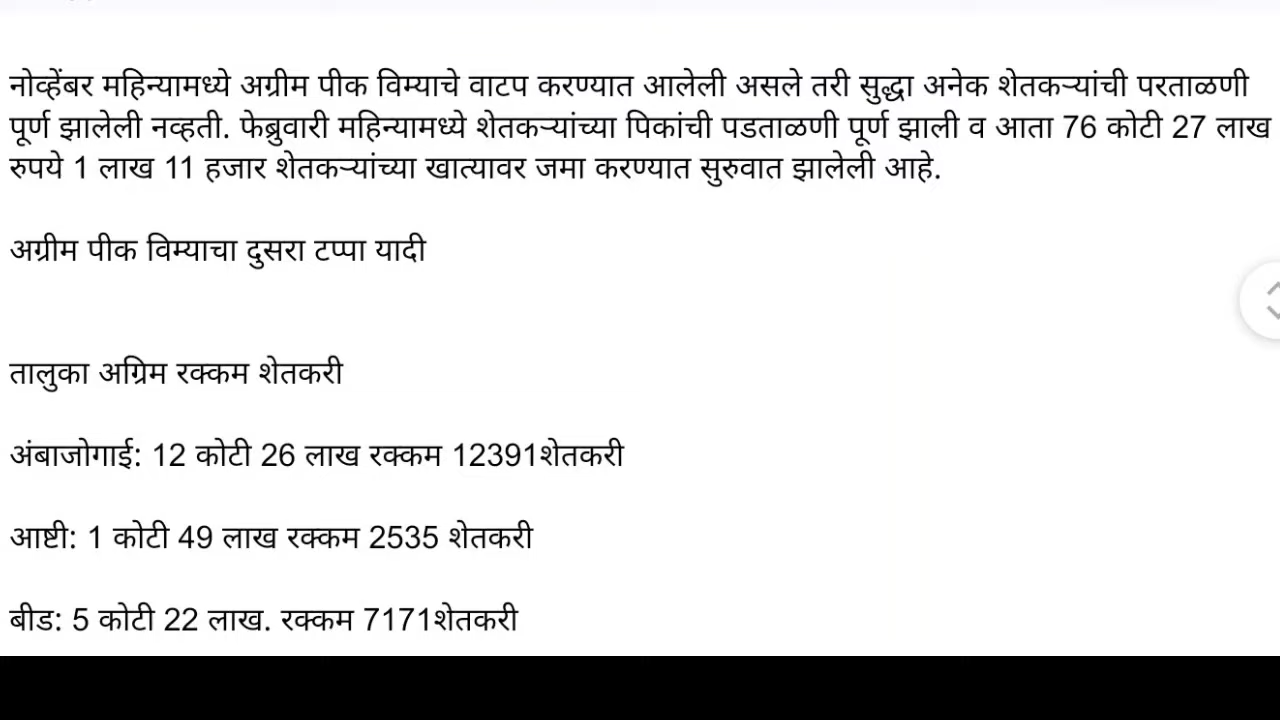 नोव्हेंबर महिन्यामध्ये अग्रीम पीक विम्याचे वाटप करण्यात आलेली असले तरी सुद्धा अनेक शेतकऱ्यांची परताळणी
पूर्ण झालेली नव्हती. फेब्रुवारी महिन्यामध्ये शेतकऱ्यांच्या पिकांची पडताळणी पूर्ण झाली व आता 76 कोटी 27 लाख
रुपये 1 लाख 11 हजार शेतकऱ्यांच्या खात्यावर जमा करण्यात सुरुवात झालेली आहे.
अग्रीम पीक विम्याचा दुसरा टप्पा यादी
तालुका अग्रिम रक्कम शेतकरी
अंबाजोगाई: 12 कोटी 26 लाख रक्कम 12391शेतकरी
आष्टी: 1 कोटी 49 लाख रक्कम 2535 शेतकरी
बीड: 5 कोटी 22 लाख. रक्कम 7171शेतकरी